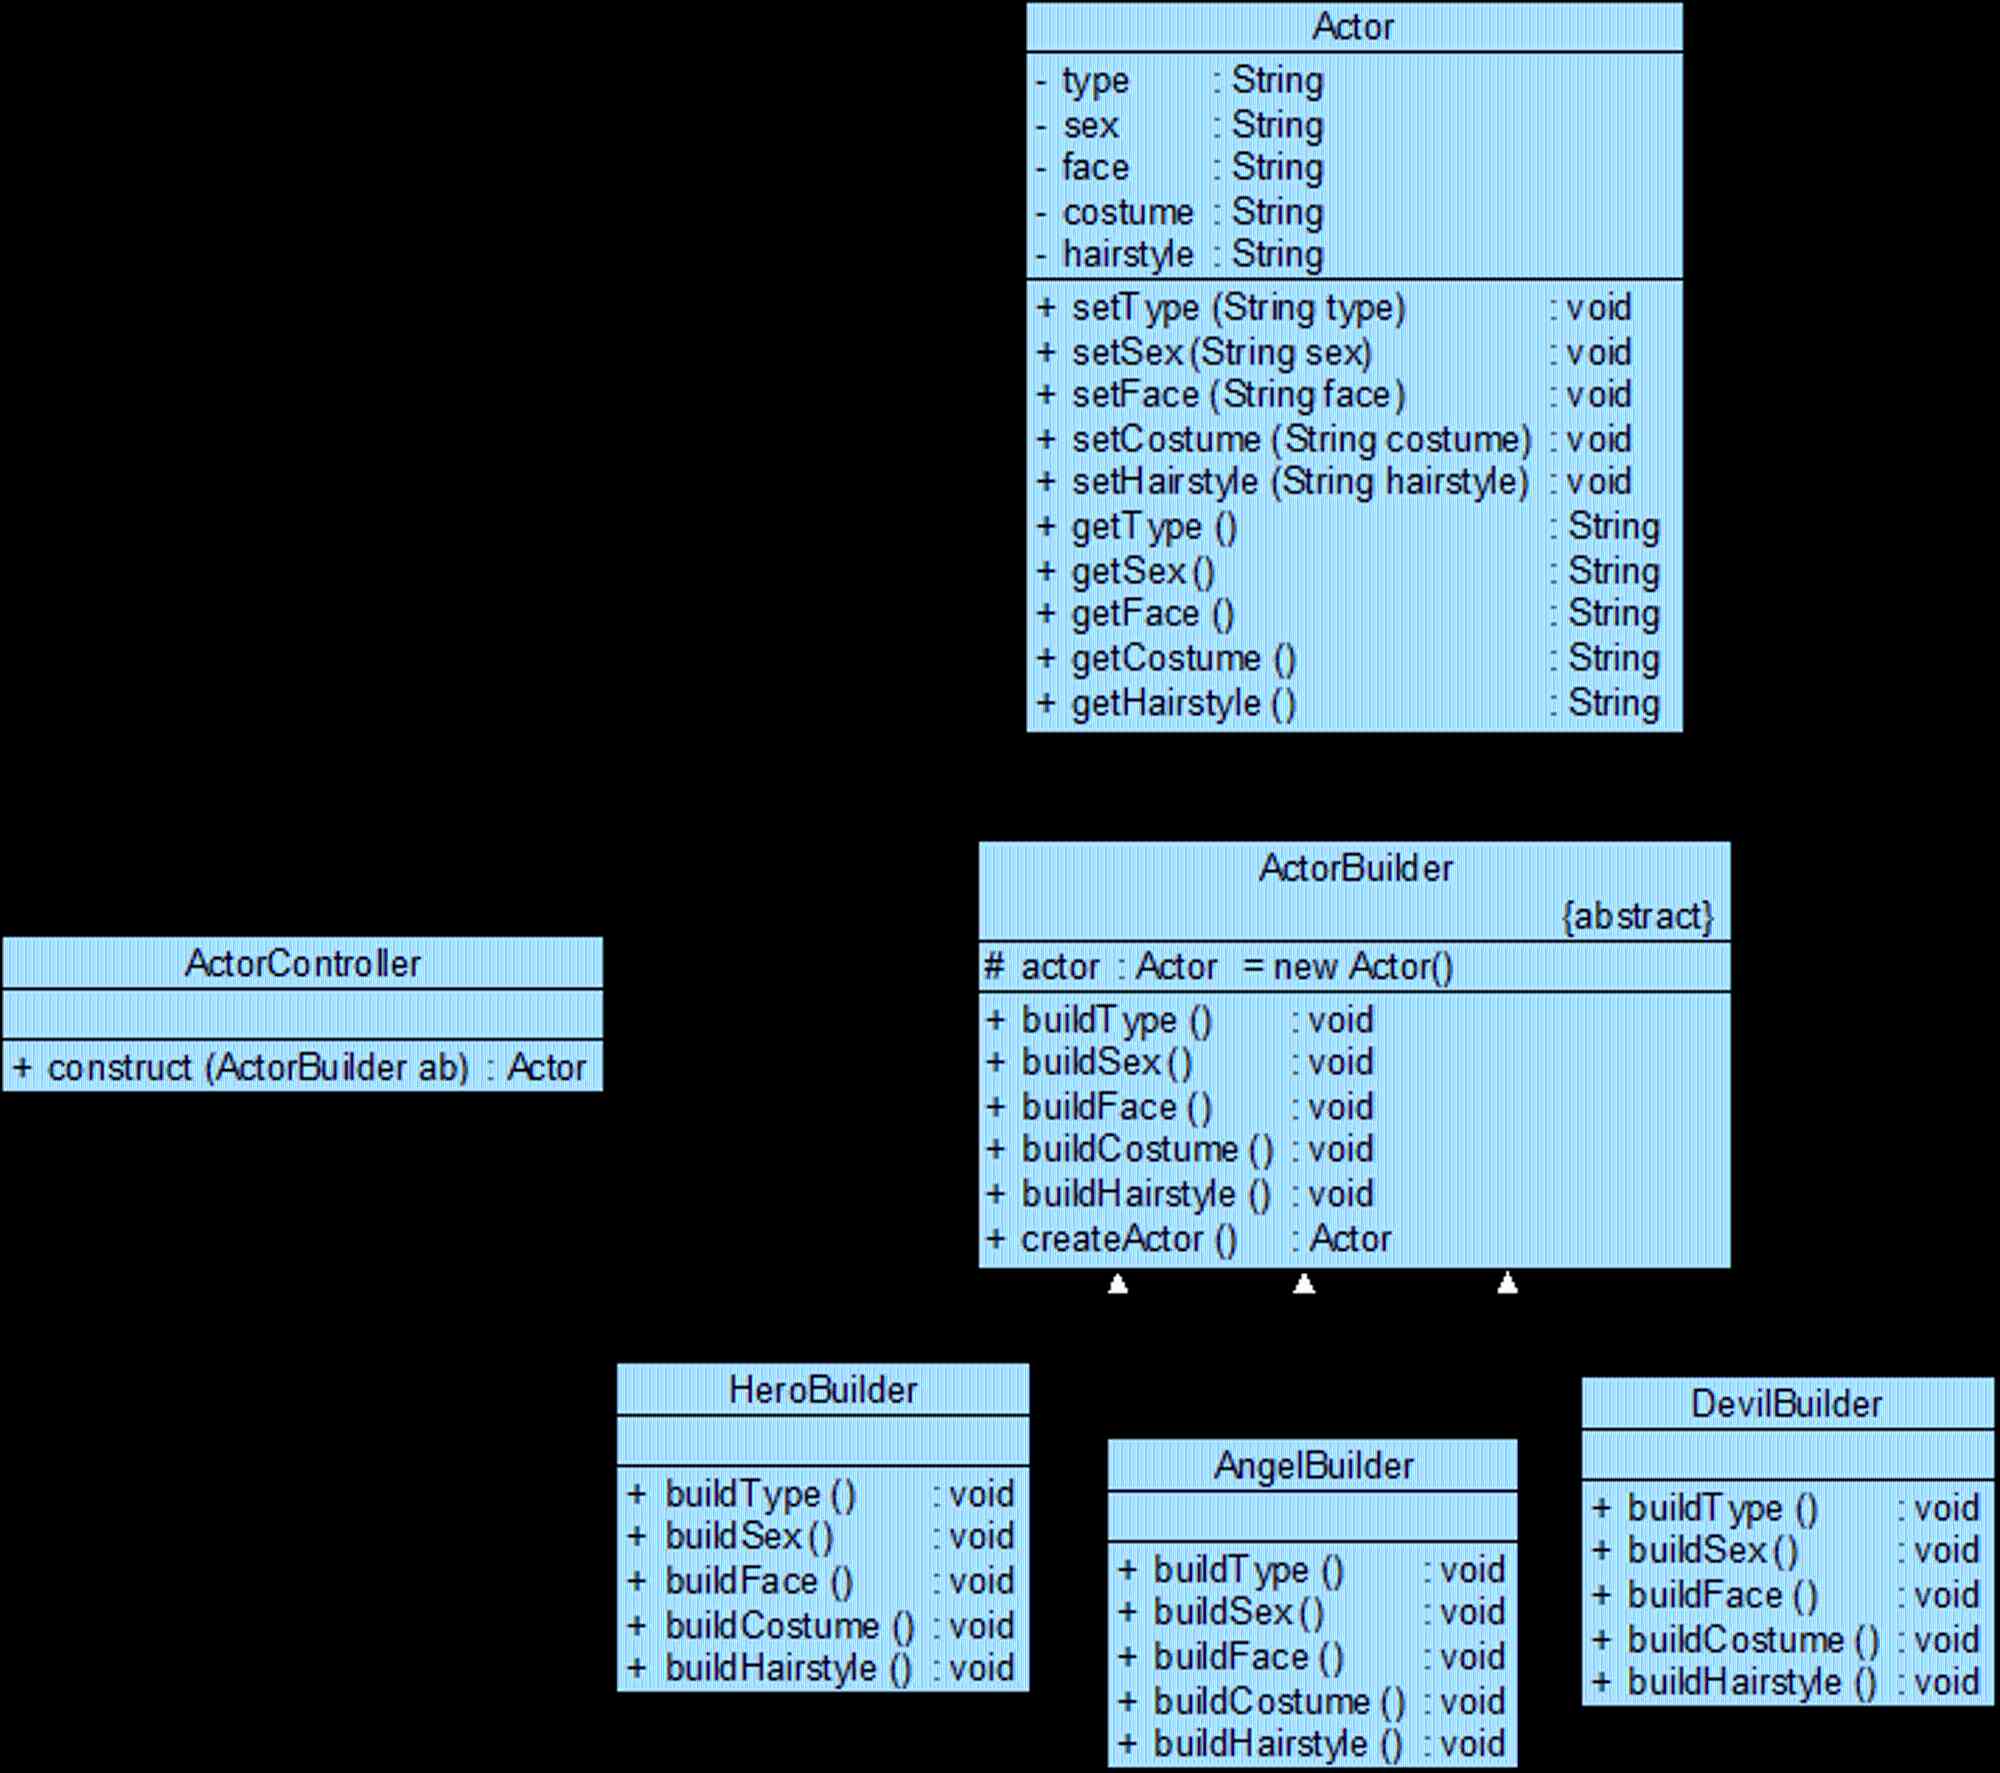 Actor
- type : String
- sex : String
- face : String
- costume : String
- hairstyle : String
+ setType (String type) : void
+ setSex (String sex) : void
+ setFace (String face) : void
+ setCostume (String costume) : void
+ setHairstyle (String hairstyle) : void
+ getType () : String
+ getSex () : String
+ getFace () : String
+ getCostume () : String
+ getHairstyle () : String
ActorBuilder
{abstract}
# actor : Actor = new Actor()
+ buildType () : void
+ buildSex () : void
+ buildFace () : void
+ buildCostume () : void
+ buildHairstyle () : void
+ createActor () : Actor
ActorController
+ construct (ActorBuilder ab) : Actor
HeroBuilder
+ buildType () : void
+ buildSex () : void
+ buildFace () : void
+ buildCostume () : void
+ buildHairstyle () : void
AngelBuilder
+ buildType () : void
+ buildSex () : void
+ buildFace () : void
+ buildCostume () : void
+ buildHairstyle () : void
DevilBuilder
+ buildType () : void
+ buildSex () : void
+ buildFace () : void
+ buildCostume () : void
+ buildHairstyle () : void